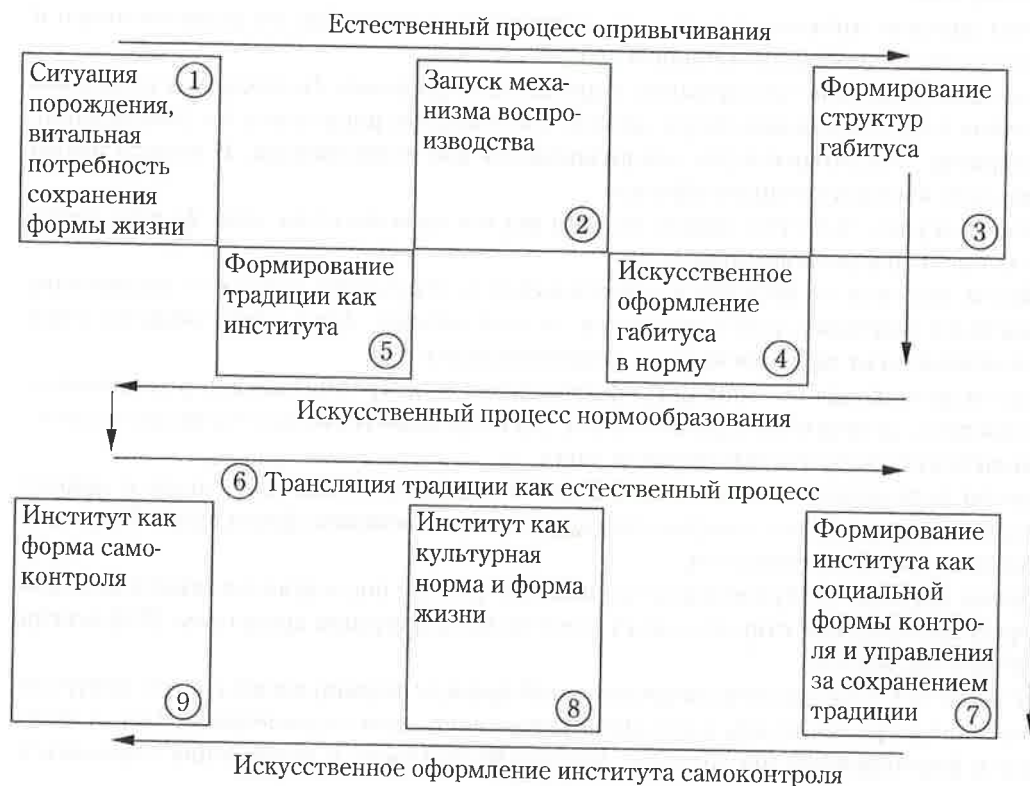 Естественный процесс опривычивания
Ситуация
порождения,
витальная
потребность
сохранения
формы жизни
1
Запуск меха-
низма воспро-
изводства
2
Формирование
структур
габитуса
3
Формирование
традиции как
института
5
Искусственное
оформление
габитуса
в норму
4
Искусственный процесс нормообразования
6 Трансляция традиции как естественный процесс
Институт как
форма само-
контроля
9
Институт как
культурная
норма и форма
жизни
8
Формирование
института как
социальной
формы контро-
ля и управления
за сохранением
традиции
7
Искусственное оформление института самоконтроля